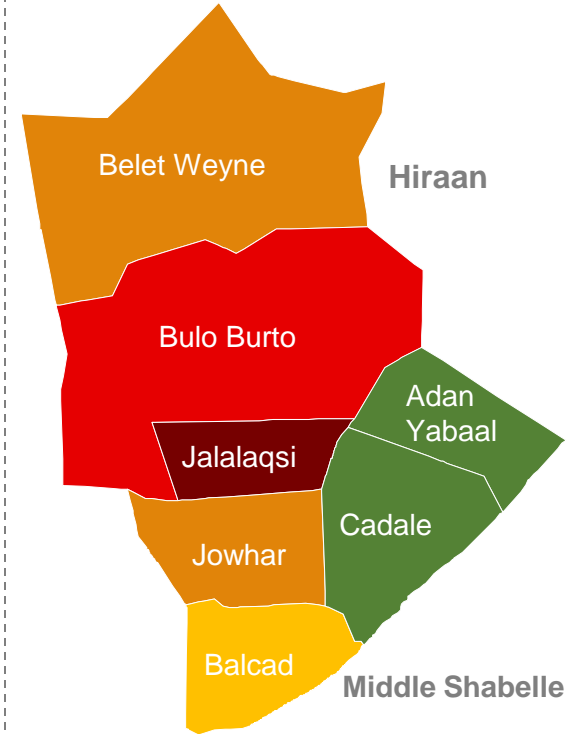 Belet Weyne
Hiraan
Bulo Burto
Adan
Yabaal
Jalalaqsi
Cadale
Jowhar
Balcad
Middle Shabelle